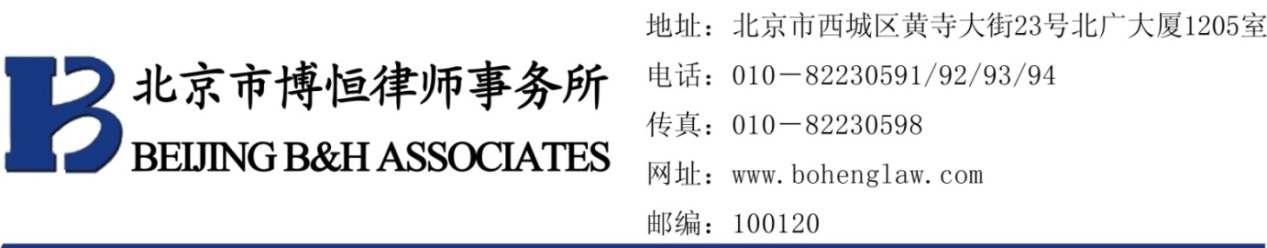 北京市博恒律师事务所
BEIJING B&H ASSOCIATES
地址：北京市西城区黄寺大街23号北广大厦1205室
电话：010－82230591/92/93/94
传真：010－82230598
网址：www.bohenglaw.com
邮编：100120